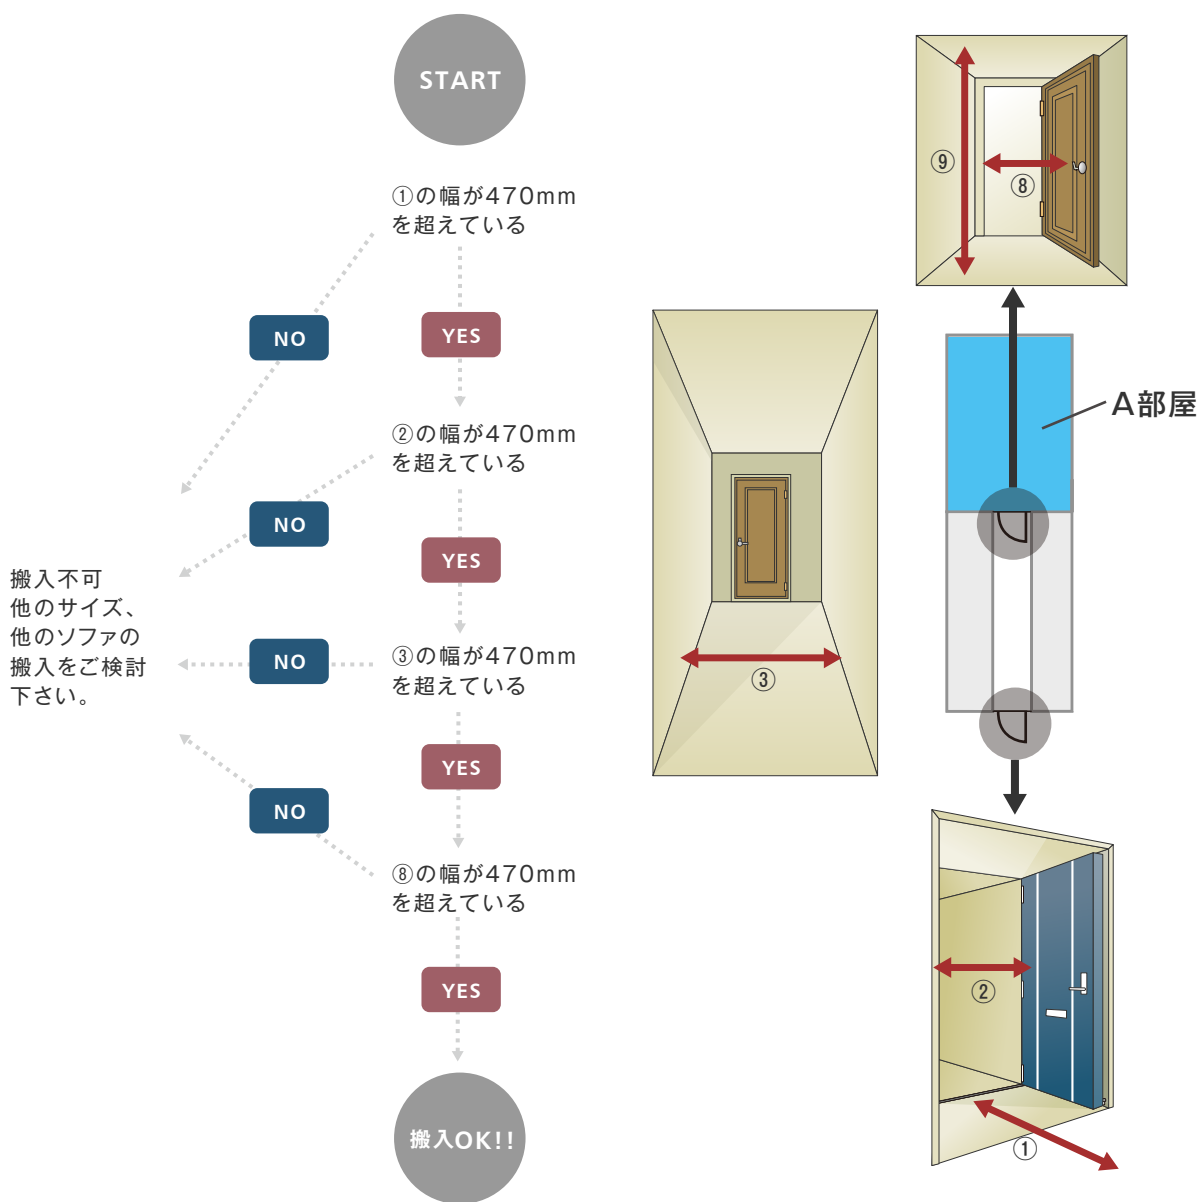 START
①の幅が470mm
を超えている
NO
YES
②の幅が470mm
を超えている
NO
YES
③の幅が470mm
を超えている
NO
YES
⑧の幅が470mm
を超えている
NO
YES
搬入OK!!
搬入不可
他のサイズ、
他のソファの
搬入をご検討
下さい。
③
⑨
⑧
A部屋
②
①